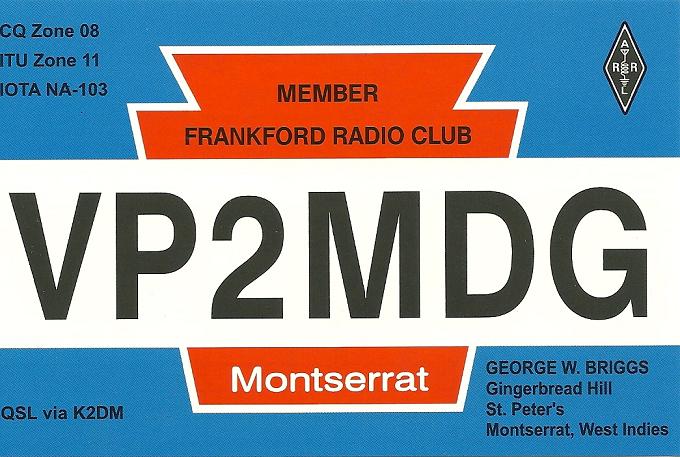 CQ Zone 08
ITU Zone 11
IOTA NA-103
MEMBER
FRANKFORD RADIO CLUB
A
R R
L
VP2MDG
Montserrat
QSL via K2DM
GEORGE W. BRIGGS
Gingerbread Hill
St. Peter's
Montserrat, West Indies